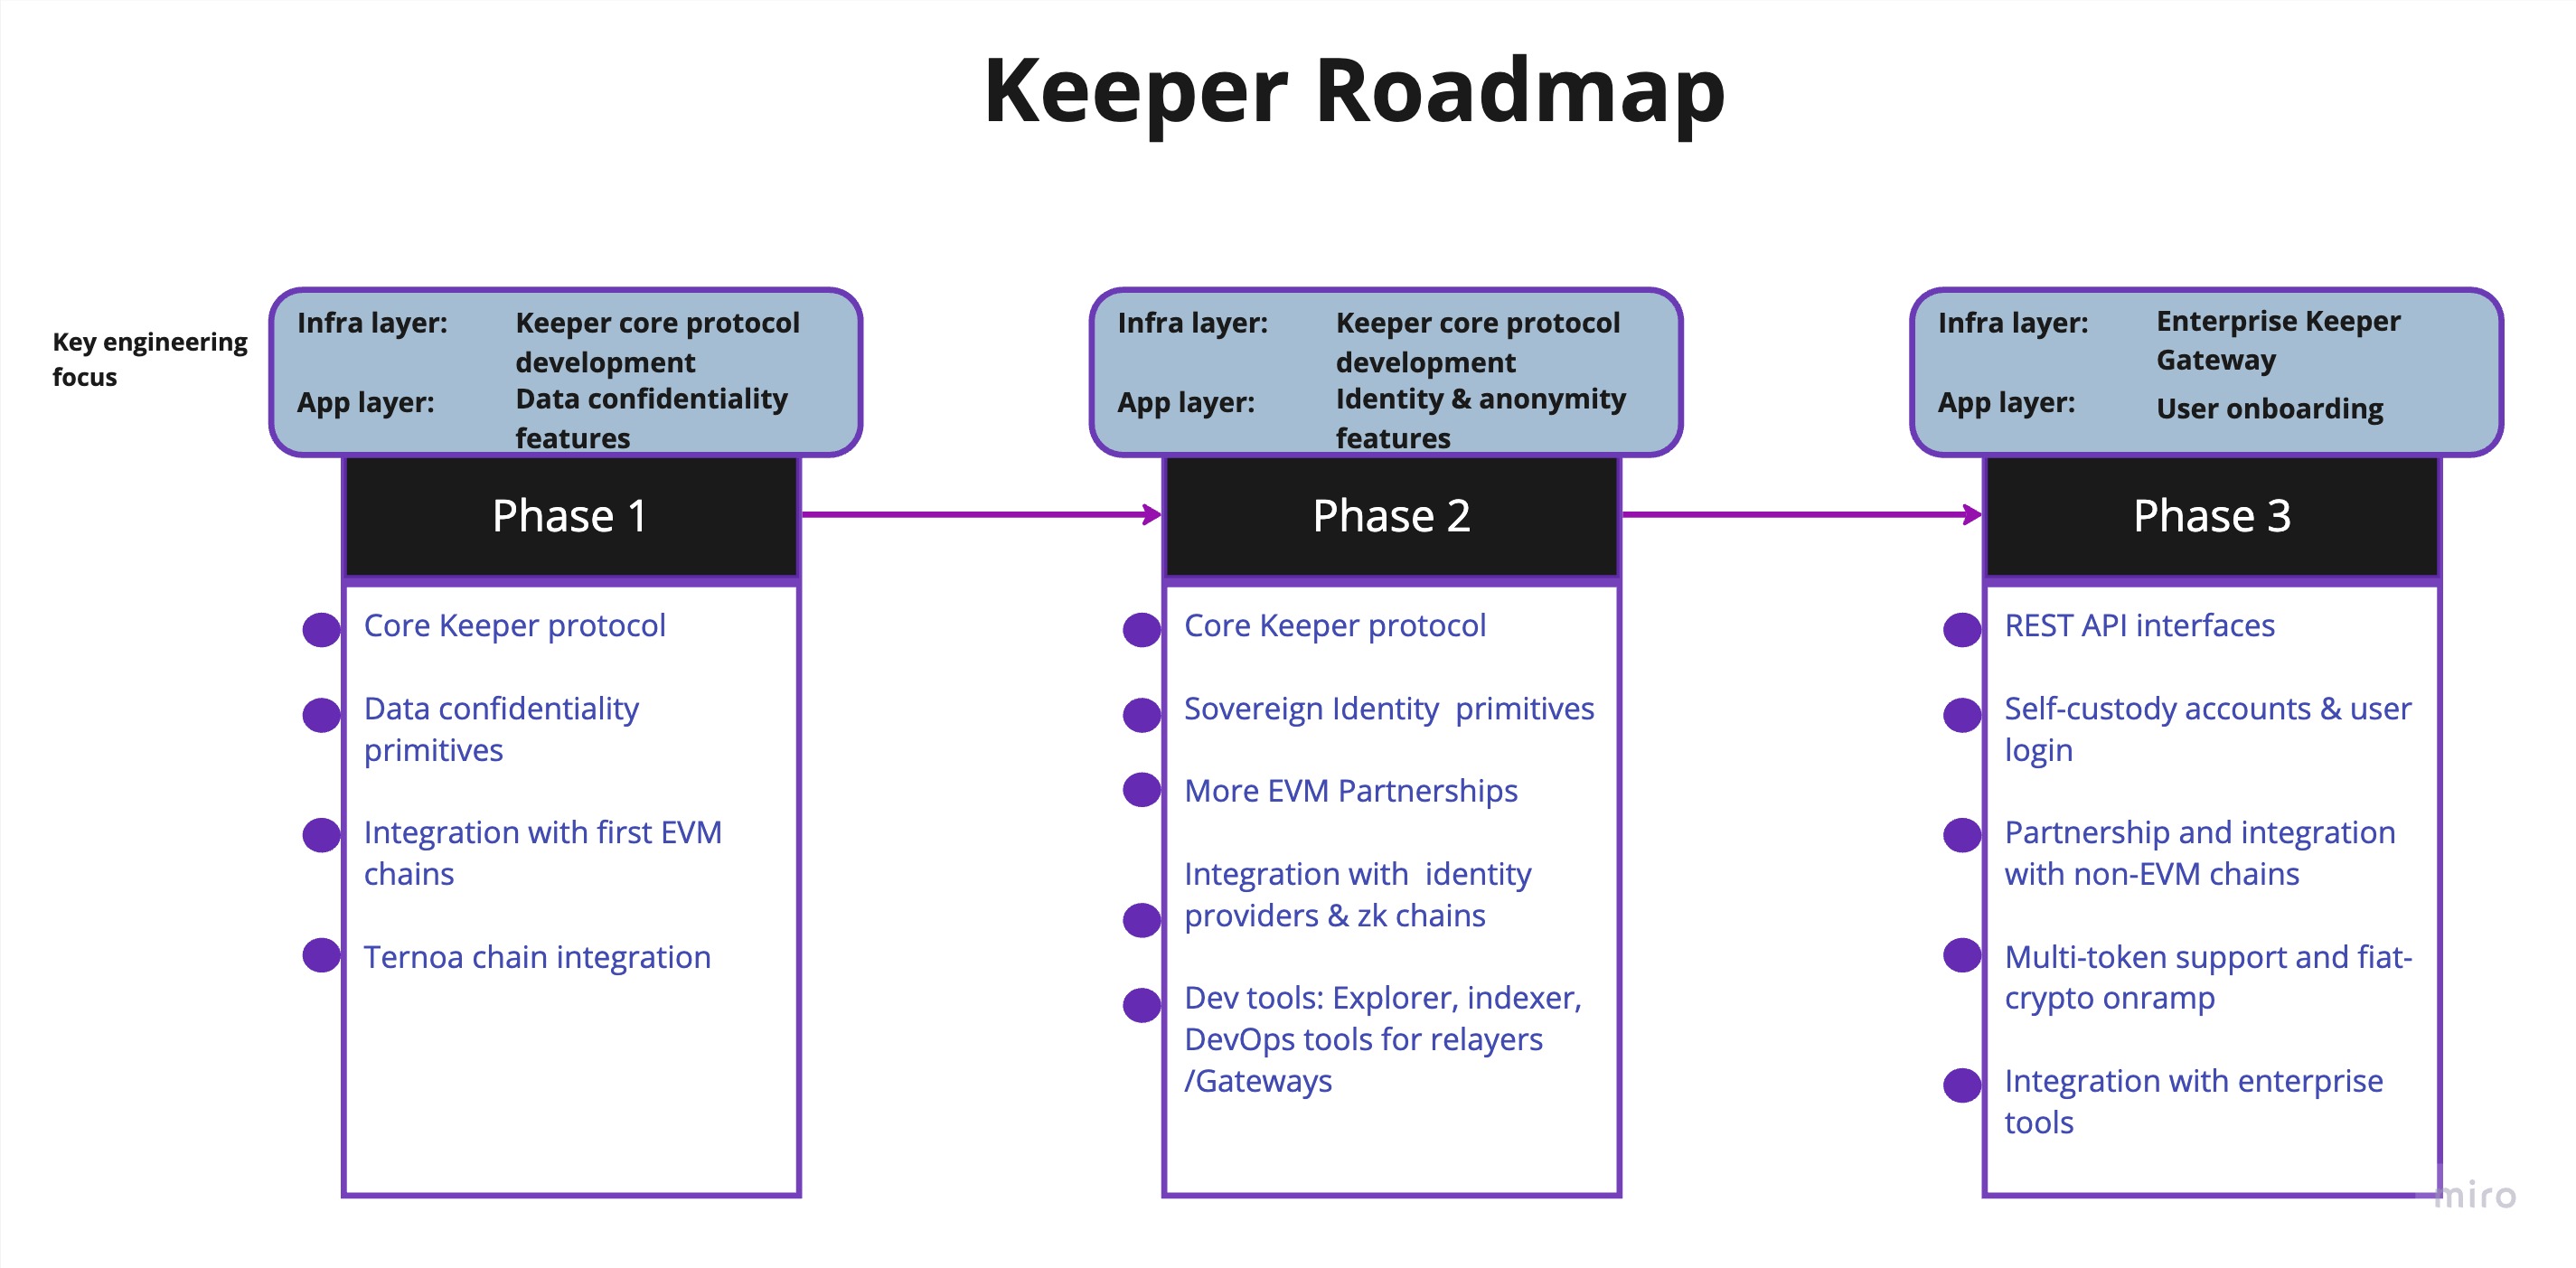 Keeper Roadmap
Key engineering
focus
Infra layer: Keeper core protocol
development
App layer: Data confidentiality
features
Phase 1
Core Keeper protocol
Data confidentiality
primitives
Integration with first EVM
chains
Ternoa chain integration
Infra layer: Keeper core protocol
development
App layer: Identity & anonymity
features
Phase 2
Core Keeper protocol
Sovereign Identity  primitives
More EVM Partnerships
Integration with  identity
providers & zk chains
Dev tools: Explorer, indexer,
DevOps tools for relayers
/Gateways
Infra layer: Enterprise Keeper
Gateway
App layer: User onboarding
Phase 3
REST API interfaces
Self-custody accounts & user
login
Partnership and integration
with non-EVM chains
Multi-token support and fiat-
crypto onramp
Integration with enterprise
tools
miro